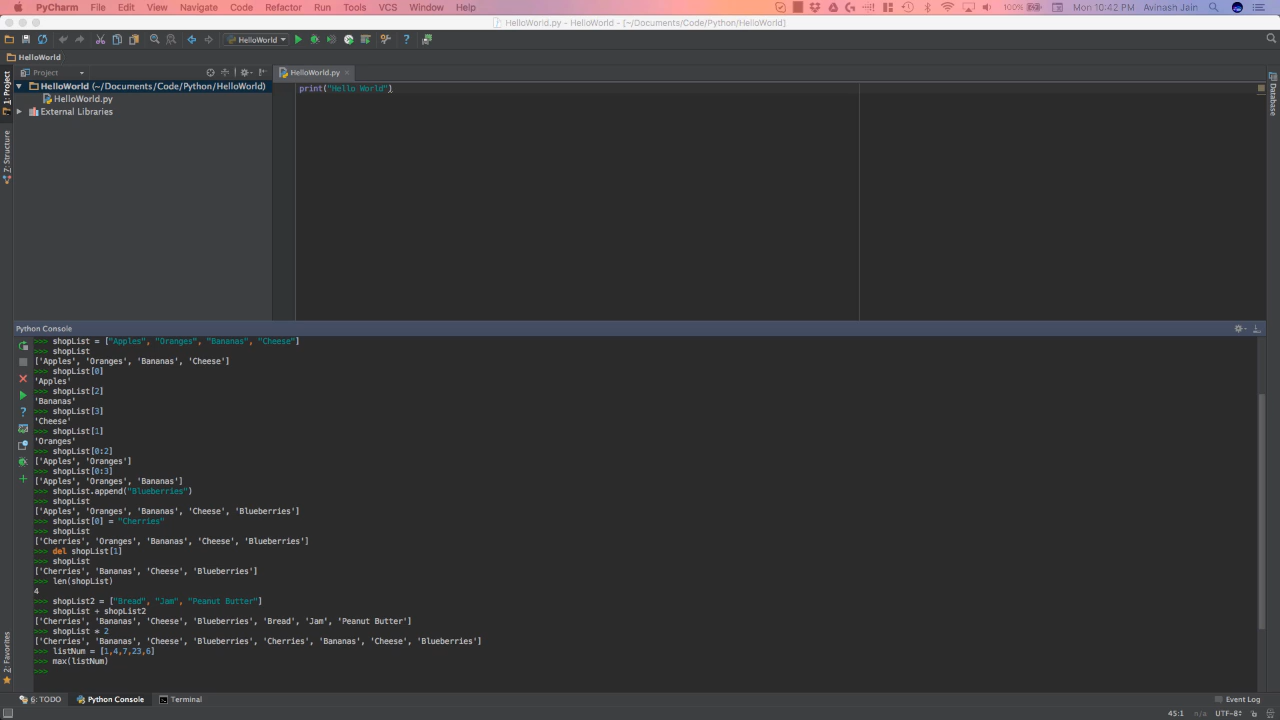 PyCharm File Edit View Navigate Code Refactor Run Tools VCS Window Help 100% Mon 10:42 PM Avinash Jain
HelloWorld.py - HelloWorld - [~/Documents/Code/Python/HelloWorld]
HelloWorld
HelloWorld
Project HelloWorld.py
HelloWorld (~/Documents/Code/Python/HelloWorld)
HelloWorld.py
External Libraries
print("Hello World")
1: Project
Z: Structure
2: Favorites
Database
Python Console
>>> shopList = ["Apples", "Oranges", "Bananas", "Cheese"]
>>> shopList
['Apples', 'Oranges', 'Bananas', 'Cheese']
>>> shopList[0]
'Apples'
>>> shopList[2]
'Bananas'
>>> shopList[3]
'Cheese'
>>> shopList[1]
'Oranges'
>>> shopList[0:2]
['Apples', 'Oranges']
>>> shopList[0:3]
['Apples', 'Oranges', 'Bananas']
>>> shopList.append("Blueberries")
>>> shopList
['Apples', 'Oranges', 'Bananas', 'Cheese', 'Blueberries']
>>> shopList[0] = "Cherries"
>>> shopList
['Cherries', 'Oranges', 'Bananas', 'Cheese', 'Blueberries']
>>> del shopList[1]
>>> shopList
['Cherries', 'Bananas', 'Cheese', 'Blueberries']
>>> len(shopList)
4
>>> shopList2 = ["Bread", "Jam", "Peanut Butter"]
>>> shopList + shopList2
['Cherries', 'Bananas', 'Cheese', 'Blueberries', 'Bread', 'Jam', 'Peanut Butter']
>>> shopList * 2
['Cherries', 'Bananas', 'Cheese', 'Blueberries', 'Cherries', 'Bananas', 'Cheese', 'Blueberries']
>>> listNum = [1,4,7,23,6]
>>> max(listNum)
>>>
6: TODO Python Console Terminal Event Log
45:1 n/a UTF-8